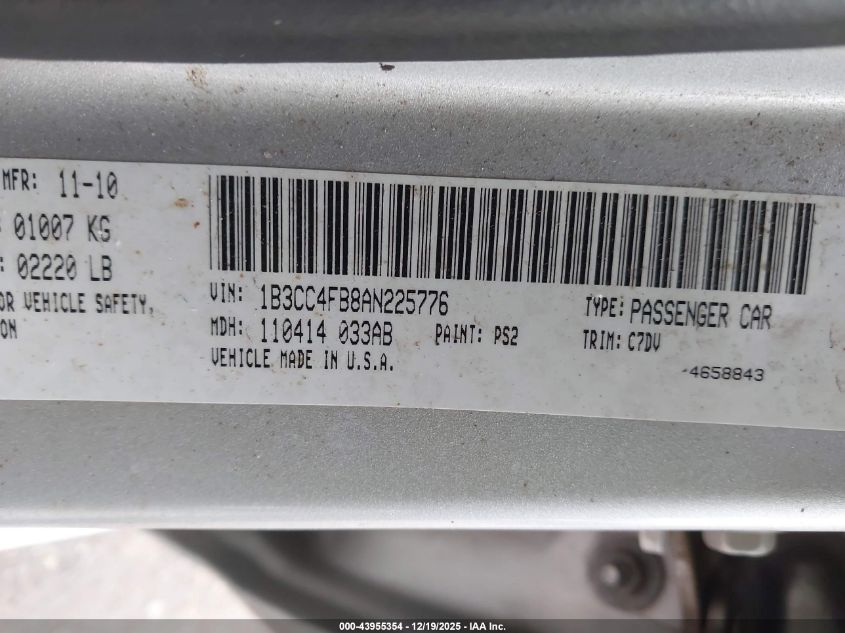 MFR: 11-10
01007 KG
: 02220 LB
OR VEHICLE SAFETY,
ON
VIN: 1B3CC4FB8AN225776
TYPE: PASSENGER CAR
MDH: 110414 033AB PAINT: PS2 TRIM: C7DV
VEHICLE MADE IN U.S.A.
-4658843
000-43955354 - 12/19/2025 - IAA Inc.